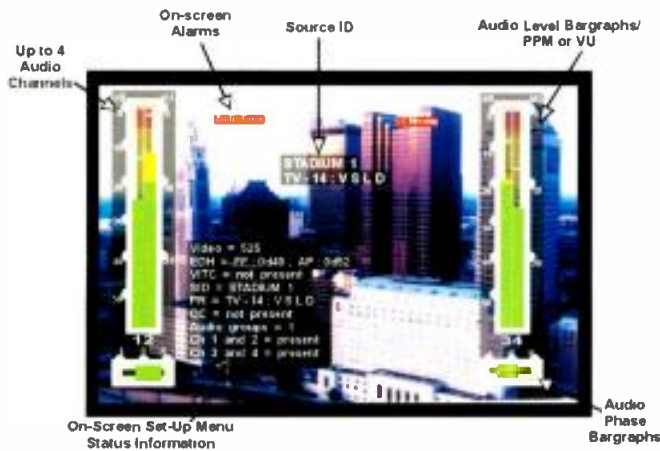 On-screen
Alarms
Source ID
Audio Level Bargraphs/
PPM or VU
Up to 4
Audio
Channels
STADIUM 1
TV-14: V S L D
Video = 525
VITC = not present
SID = STADIUM 1
PR = TV-14: V S L D
CC = not present
Audio groups = 1
Ch 1 and 2 = present
Ch 3 and 4 = present
12
34
On-Screen Set-Up Menu
Status Information
Audio
Phase
Bargraphs